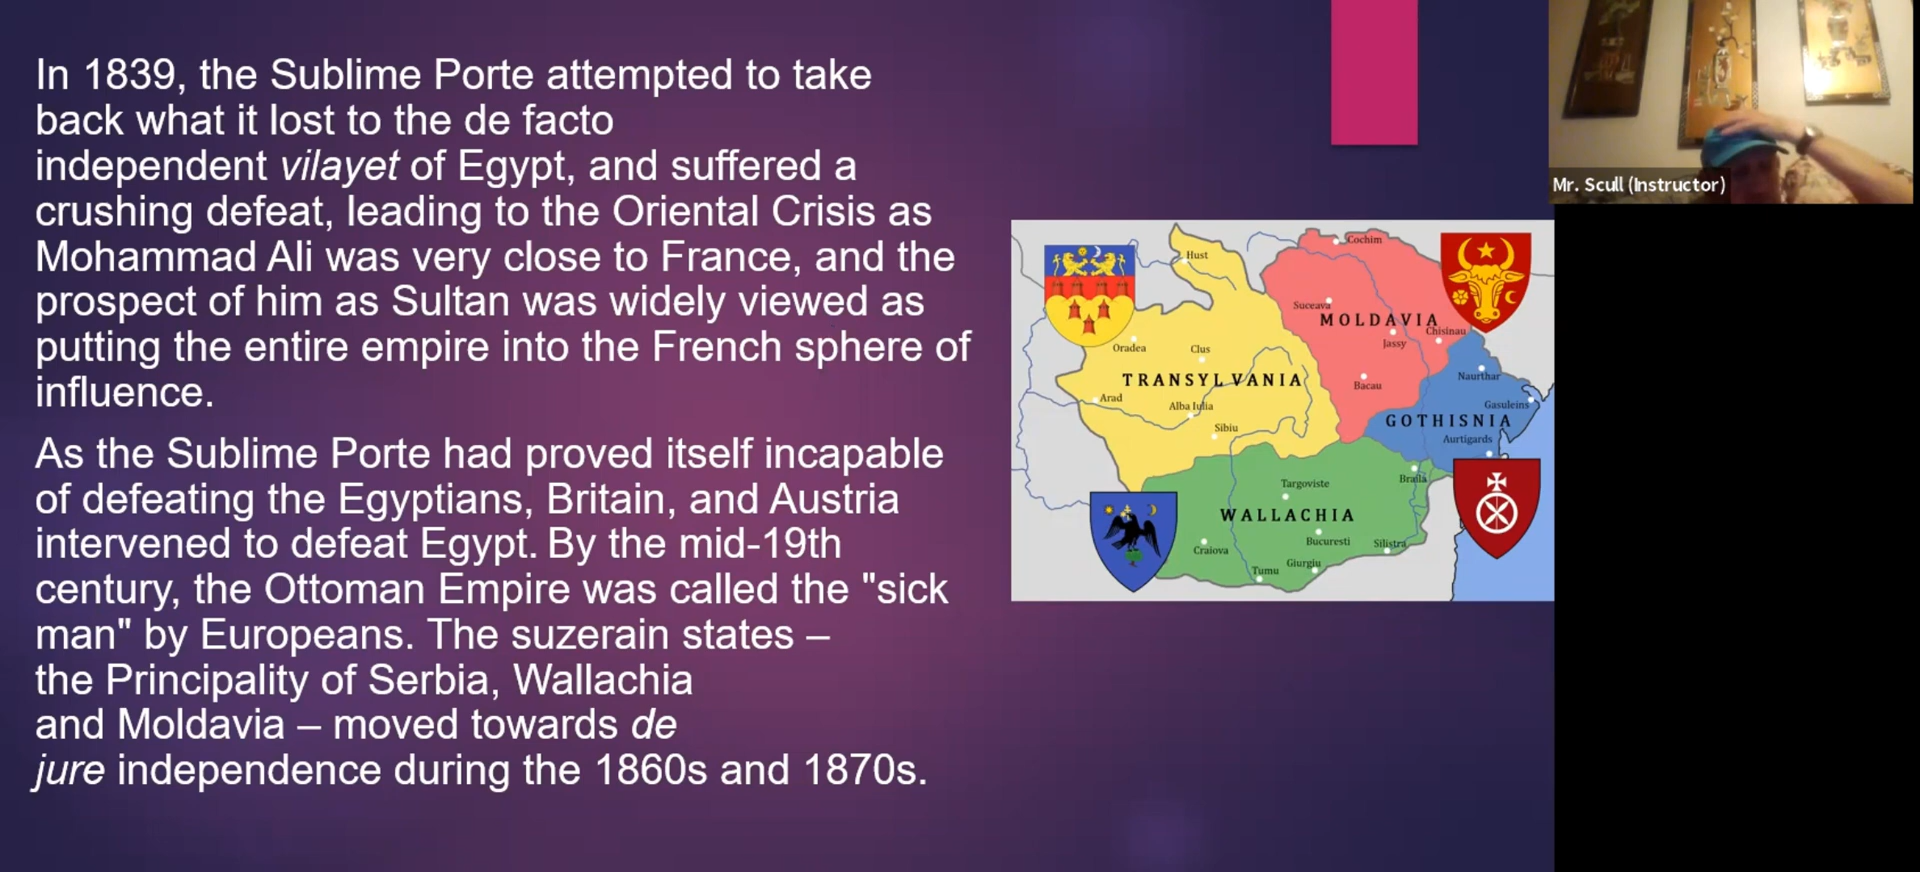 In 1839, the Sublime Porte attempted to take
back what it lost to the de facto
independent vilayet of Egypt, and suffered a
crushing defeat, leading to the Oriental Crisis as
Mohammad Ali was very close to France, and the
prospect of him as Sultan was widely viewed as
putting the entire empire into the French sphere of
influence.
As the Sublime Porte had proved itself incapable
of defeating the Egyptians, Britain, and Austria
intervened to defeat Egypt. By the mid-19th
century, the Ottoman Empire was called the "sick
man" by Europeans. The suzerain states –
the Principality of Serbia, Wallachia
and Moldavia – moved towards de
jure independence during the 1860s and 1870s.
Mr. Scull (Instructor)
Cochim
Hust
Suceava
MOLDAVIA
Chisinau
Jassy
Oradea
Clus
TRANSYLVANIA
Bacau
Naurthar
Arad
Alba Iulia
Gasuleins
GOTHISNIA
Sibiu
Aurtigards
Braila
Targoviste
WALLACHIA
Bucuresti
Silistra
Craiova
Giurgiu
Turnu